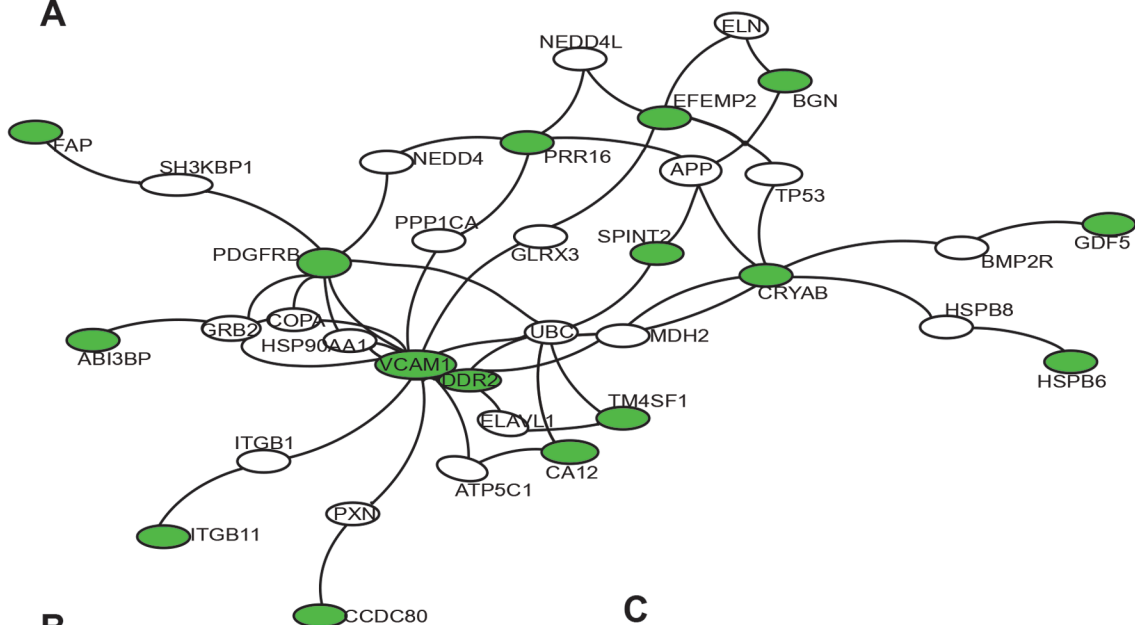 A
ELN
NEDD4L
EFEMP2
BGN
FAP
SH3KBP1
NEDD4
PRR16
APP
TP53
PPP1CA
GLRX3
SPINT2
GDF5
PDGFRB
BMP2R
CRYAB
HSPB8
GRB2
COPA
UBC
MDH2
HSP90AA1
ABI3BP
VCAM1
DDR2
HSPB6
TM4SF1
ELAVL1
ITGB1
CA12
ATP5C1
PXN
ITGB11
CCDC80
B
C